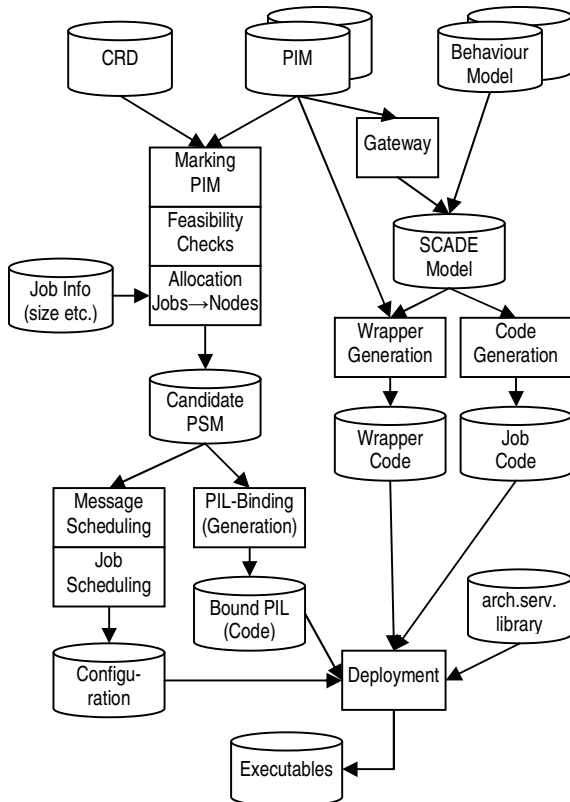 CRD
PIM
Behaviour
Model
Gateway
Marking
PIM
Feasibility
Checks
Allocation
Jobs→Nodes
Job Info
(size etc.)
SCADE
Model
Wrapper
Generation
Code
Generation
Candidate
PSM
Wrapper
Code
Job
Code
Message
Scheduling
Job
Scheduling
PIL-Binding
(Generation)
Bound PIL
(Code)
arch.serv.
library
Configu-
ration
Deployment
Executables